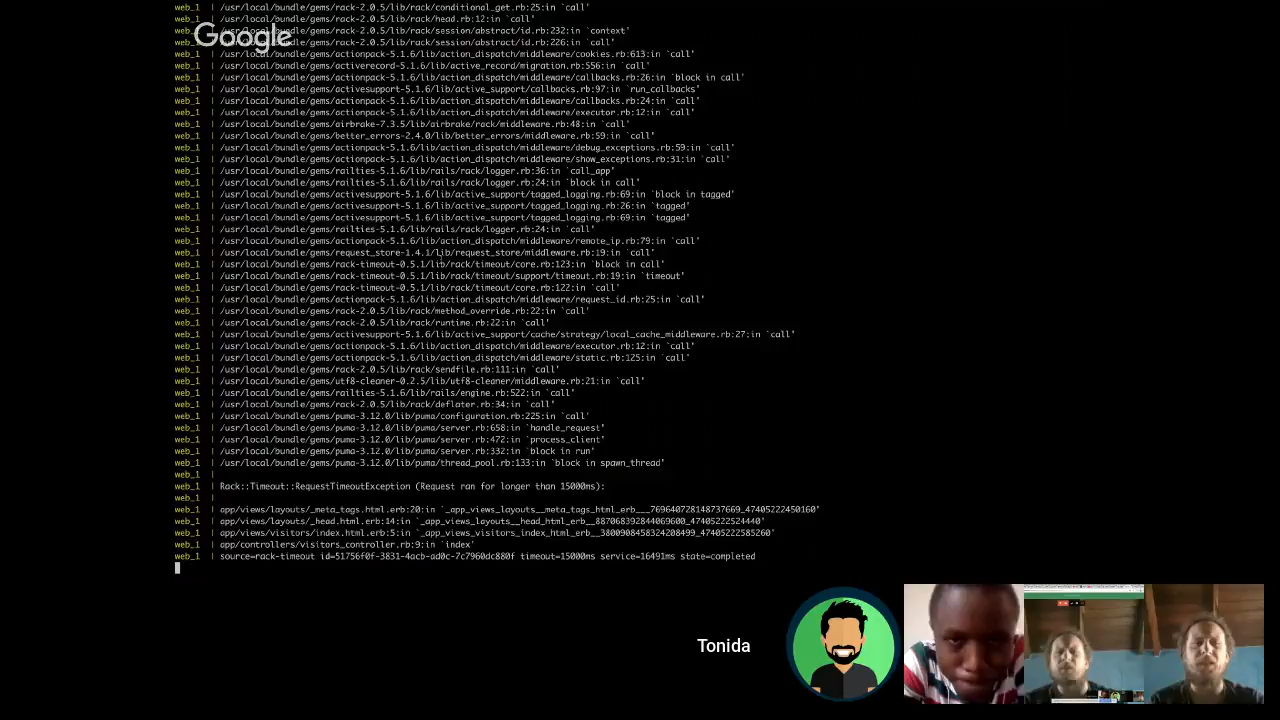 web_1 | /usr/local/bundle/gems/rack-2.0.5/lib/rack/conditional_get.rb:25:in `call'
web_1 | /usr/local/bundle/gems/rack-2.0.5/lib/rack/head.rb:12:in `call'
web_1 | /usr/local/bundle/gems/rack-2.0.5/lib/rack/session/abstract/id.rb:232:in `context'
Google
web_1 | /usr/local/bundle/gems/rack-2.0.5/lib/rack/session/abstract/id.rb:226:in `call'
web_1 | /usr/local/bundle/gems/actionpack-5.1.6/lib/action_dispatch/middleware/cookies.rb:613:in `call'
web_1 | /usr/local/bundle/gems/activerecord-5.1.6/lib/active_record/migration.rb:556:in `call'
web_1 | /usr/local/bundle/gems/actionpack-5.1.6/lib/action_dispatch/middleware/callbacks.rb:26:in `block in call'
web_1 | /usr/local/bundle/gems/activesupport-5.1.6/lib/active_support/callbacks.rb:97:in `run_callbacks'
web_1 | /usr/local/bundle/gems/actionpack-5.1.6/lib/action_dispatch/middleware/callbacks.rb:24:in `call'
web_1 | /usr/local/bundle/gems/actionpack-5.1.6/lib/action_dispatch/middleware/executor.rb:12:in `call'
web_1 | /usr/local/bundle/gems/airbrake-7.3.5/lib/airbrake/rack/middleware.rb:48:in `call'
web_1 | /usr/local/bundle/gems/better_errors-2.4.0/lib/better_errors/middleware.rb:59:in `call'
web_1 | /usr/local/bundle/gems/actionpack-5.1.6/lib/action_dispatch/middleware/debug_exceptions.rb:59:in `call'
web_1 | /usr/local/bundle/gems/actionpack-5.1.6/lib/action_dispatch/middleware/show_exceptions.rb:31:in `call'
web_1 | /usr/local/bundle/gems/railties-5.1.6/lib/rails/rack/logger.rb:36:in `call_app'
web_1 | /usr/local/bundle/gems/railties-5.1.6/lib/rails/rack/logger.rb:24:in `block in call'
web_1 | /usr/local/bundle/gems/activesupport-5.1.6/lib/active_support/tagged_logging.rb:69:in `block in tagged'
web_1 | /usr/local/bundle/gems/activesupport-5.1.6/lib/active_support/tagged_logging.rb:26:in `tagged'
web_1 | /usr/local/bundle/gems/activesupport-5.1.6/lib/active_support/tagged_logging.rb:69:in `tagged'
web_1 | /usr/local/bundle/gems/railties-5.1.6/lib/rails/rack/logger.rb:24:in `call'
web_1 | /usr/local/bundle/gems/actionpack-5.1.6/lib/action_dispatch/middleware/remote_ip.rb:79:in `call'
web_1 | /usr/local/bundle/gems/request_store-1.4.1/lib/request_store/middleware.rb:19:in `call'
web_1 | /usr/local/bundle/gems/rack-timeout-0.5.1/lib/rack/timeout/core.rb:123:in `block in call'
web_1 | /usr/local/bundle/gems/rack-timeout-0.5.1/lib/rack/timeout/support/timeout.rb:19:in `timeout'
web_1 | /usr/local/bundle/gems/rack-timeout-0.5.1/lib/rack/timeout/core.rb:122:in `call'
web_1 | /usr/local/bundle/gems/actionpack-5.1.6/lib/action_dispatch/middleware/request_id.rb:25:in `call'
web_1 | /usr/local/bundle/gems/rack-2.0.5/lib/rack/method_override.rb:22:in `call'
web_1 | /usr/local/bundle/gems/rack-2.0.5/lib/rack/runtime.rb:22:in `call'
web_1 | /usr/local/bundle/gems/activesupport-5.1.6/lib/active_support/cache/strategy/local_cache_middleware.rb:27:in `call'
web_1 | /usr/local/bundle/gems/actionpack-5.1.6/lib/action_dispatch/middleware/executor.rb:12:in `call'
web_1 | /usr/local/bundle/gems/actionpack-5.1.6/lib/action_dispatch/middleware/static.rb:125:in `call'
web_1 | /usr/local/bundle/gems/rack-2.0.5/lib/rack/sendfile.rb:111:in `call'
web_1 | /usr/local/bundle/gems/utf8-cleaner-0.2.5/lib/utf8-cleaner/middleware.rb:21:in `call'
web_1 | /usr/local/bundle/gems/railties-5.1.6/lib/rails/engine.rb:522:in `call'
web_1 | /usr/local/bundle/gems/rack-2.0.5/lib/rack/deflater.rb:34:in `call'
web_1 | /usr/local/bundle/gems/puma-3.12.0/lib/puma/configuration.rb:225:in `call'
web_1 | /usr/local/bundle/gems/puma-3.12.0/lib/puma/server.rb:658:in `handle_request'
web_1 | /usr/local/bundle/gems/puma-3.12.0/lib/puma/server.rb:472:in `process_client'
web_1 | /usr/local/bundle/gems/puma-3.12.0/lib/puma/server.rb:332:in `block in run'
web_1 | /usr/local/bundle/gems/puma-3.12.0/lib/puma/thread_pool.rb:133:in `block in spawn_thread'
web_1 |
web_1 | Rack::Timeout::RequestTimeoutException (Request ran for longer than 15000ms):
web_1 |
web_1 | app/views/layouts/_meta_tags.html.erb:20:in `_app_views_layouts__meta_tags_html_erb___769640728148737669_47405222450160'
web_1 | app/views/layouts/_head.html.erb:14:in `_app_views_layouts__head_html_erb__887068392844069600_47405222524440'
web_1 | app/views/visitors/index.html.erb:5:in `_app_views_visitors_index_html_erb__3800908458324208499_47405222585260'
web_1 | app/controllers/visitors_controller.rb:9:in `index'
web_1 | source=rack-timeout id=51756f0f-3831-4acb-ad0c-7c7960dc880f timeout=15000ms service=16491ms state=completed
Tonida